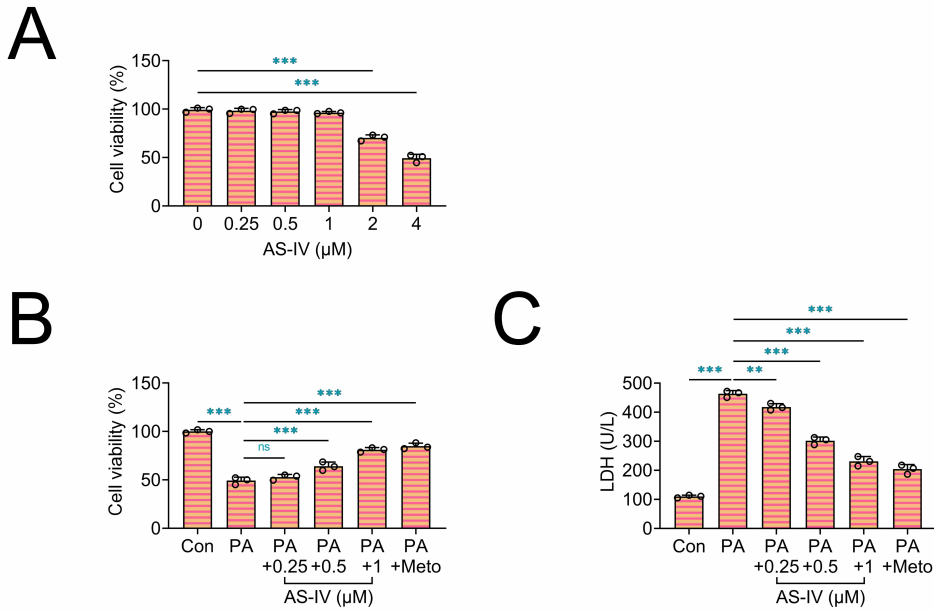 A
Cell viability (%)
150
100
50
0
*** 
***
0 0.25 0.5 1 2 4
AS-IV (μM)
B
Cell viability (%)
150
100
50
0
***
***
***
***
ns
Con PA PA PA PA PA
+0.25 +0.5 +1 +Meto
AS-IV (μM)
C
LDH (U/L)
500
400
300
200
100
0
***
***
***
*** **
Con PA PA PA PA PA
+0.25 +0.5 +1 +Meto
AS-IV (μM)